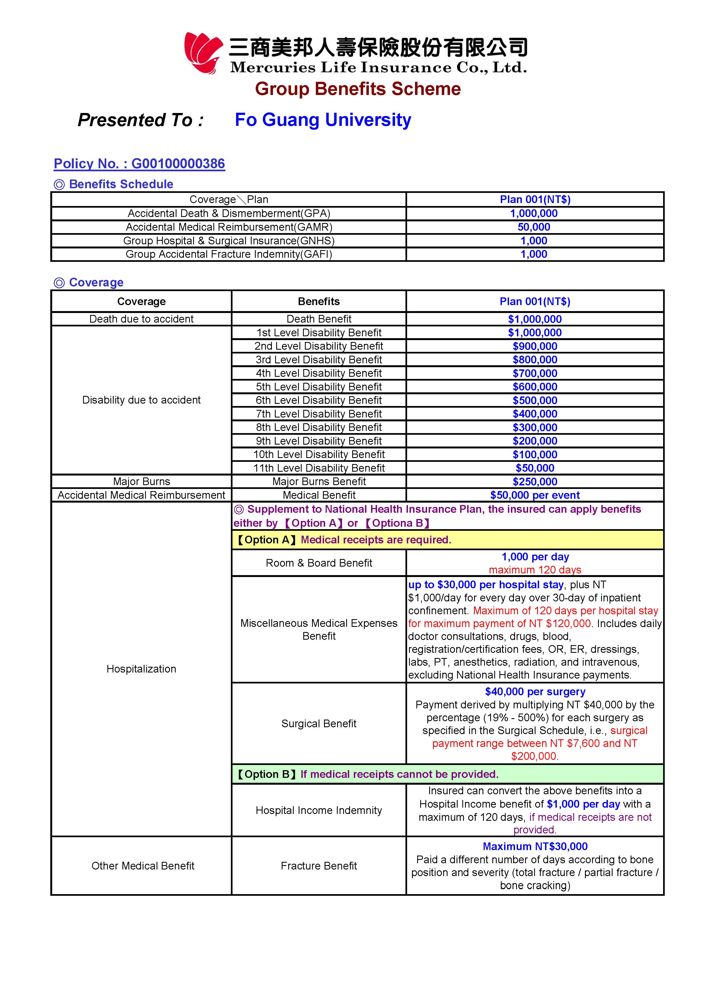 三商美邦人壽保險股份有限公司
Mercuries Life Insurance Co., Ltd.
Group Benefits Scheme
Presented To : Fo Guang University
Policy No. : G00100000386
◎ Benefits Schedule
Coverage＼Plan Plan 001(NT$)
Accidental Death & Dismemberment(GPA) 1,000,000
Accidental Medical Reimbursement(GAMR) 50,000
Group Hospital & Surgical Insurance(GNHS) 1,000
Group Accidental Fracture Indemnity(GAFI) 1,000
◎ Coverage
Coverage Benefits Plan 001(NT$)
Death due to accident Death Benefit $1,000,000
Disability due to accident
1st Level Disability Benefit $1,000,000
2nd Level Disability Benefit $900,000
3rd Level Disability Benefit $800,000
4th Level Disability Benefit $700,000
5th Level Disability Benefit $600,000
6th Level Disability Benefit $500,000
7th Level Disability Benefit $400,000
8th Level Disability Benefit $300,000
9th Level Disability Benefit $200,000
10th Level Disability Benefit $100,000
11th Level Disability Benefit $50,000
Major Burns Major Burns Benefit $250,000
Accidental Medical Reimbursement Medical Benefit $50,000 per event
Hospitalization
◎ Supplement to National Health Insurance Plan, the insured can apply benefits
either by 【Option A】or 【Optiona B】
【Option A】Medical receipts are required.
Room & Board Benefit
1,000 per day
maximum 120 days
Miscellaneous Medical Expenses
Benefit
up to $30,000 per hospital stay, plus NT
$1,000/day for every day over 30-day of inpatient
confinement. Maximum of 120 days per hospital stay
for maximum payment of NT $120,000. Includes daily
doctor consultations, drugs, blood,
registration/certification fees, OR, ER, dressings,
labs, PT, anesthetics, radiation, and intravenous,
excluding National Health Insurance payments.
Surgical Benefit
$40,000 per surgery
Payment derived by multiplying NT $40,000 by the
percentage (19% - 500%) for each surgery as
specified in the Surgical Schedule, i.e., surgical
payment range between NT $7,600 and NT
$200,000.
【Option B】If medical receipts cannot be provided.
Hospital Income Indemnity
Insured can convert the above benefits into a
Hospital Income benefit of $1,000 per day with a
maximum of 120 days, if medical receipts are not
provided.
Other Medical Benefit
Fracture Benefit
Maximum NT$30,000
Paid a different number of days according to bone
position and severity (total fracture / partial fracture /
bone cracking)